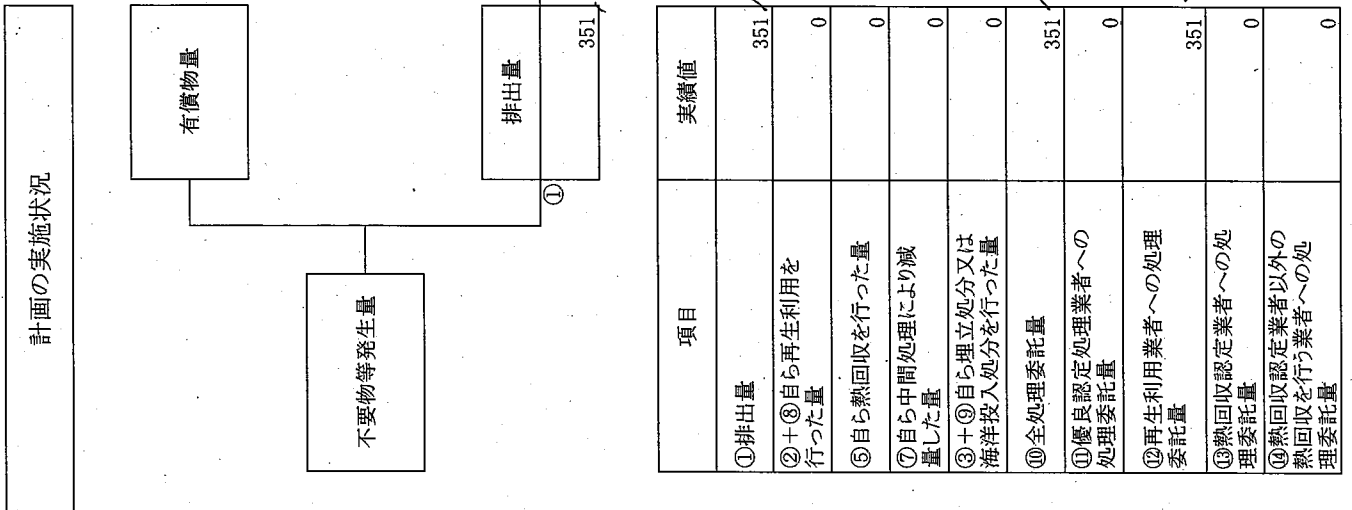 計画の実施状況
有償物量
不要物等発生量
排出量
①
351
項目
実績値
①排出量
351
②+⑧自ら再生利用を
行った量
0
⑤自ら熱回収を行った量
0
⑦自ら中間処理により減
量した量
0
③+⑨自ら埋立処分又は
海洋投入処分を行った量
0
⑩全処理委託量
351
⑪優良認定処理業者への
処理委託量
0
⑫再生利用業者への処理
委託量
351
⑬熱回収認定業者への処
理委託量
0
⑭熱回収認定業者以外の
熱回収を行う業者への処
理委託量
0